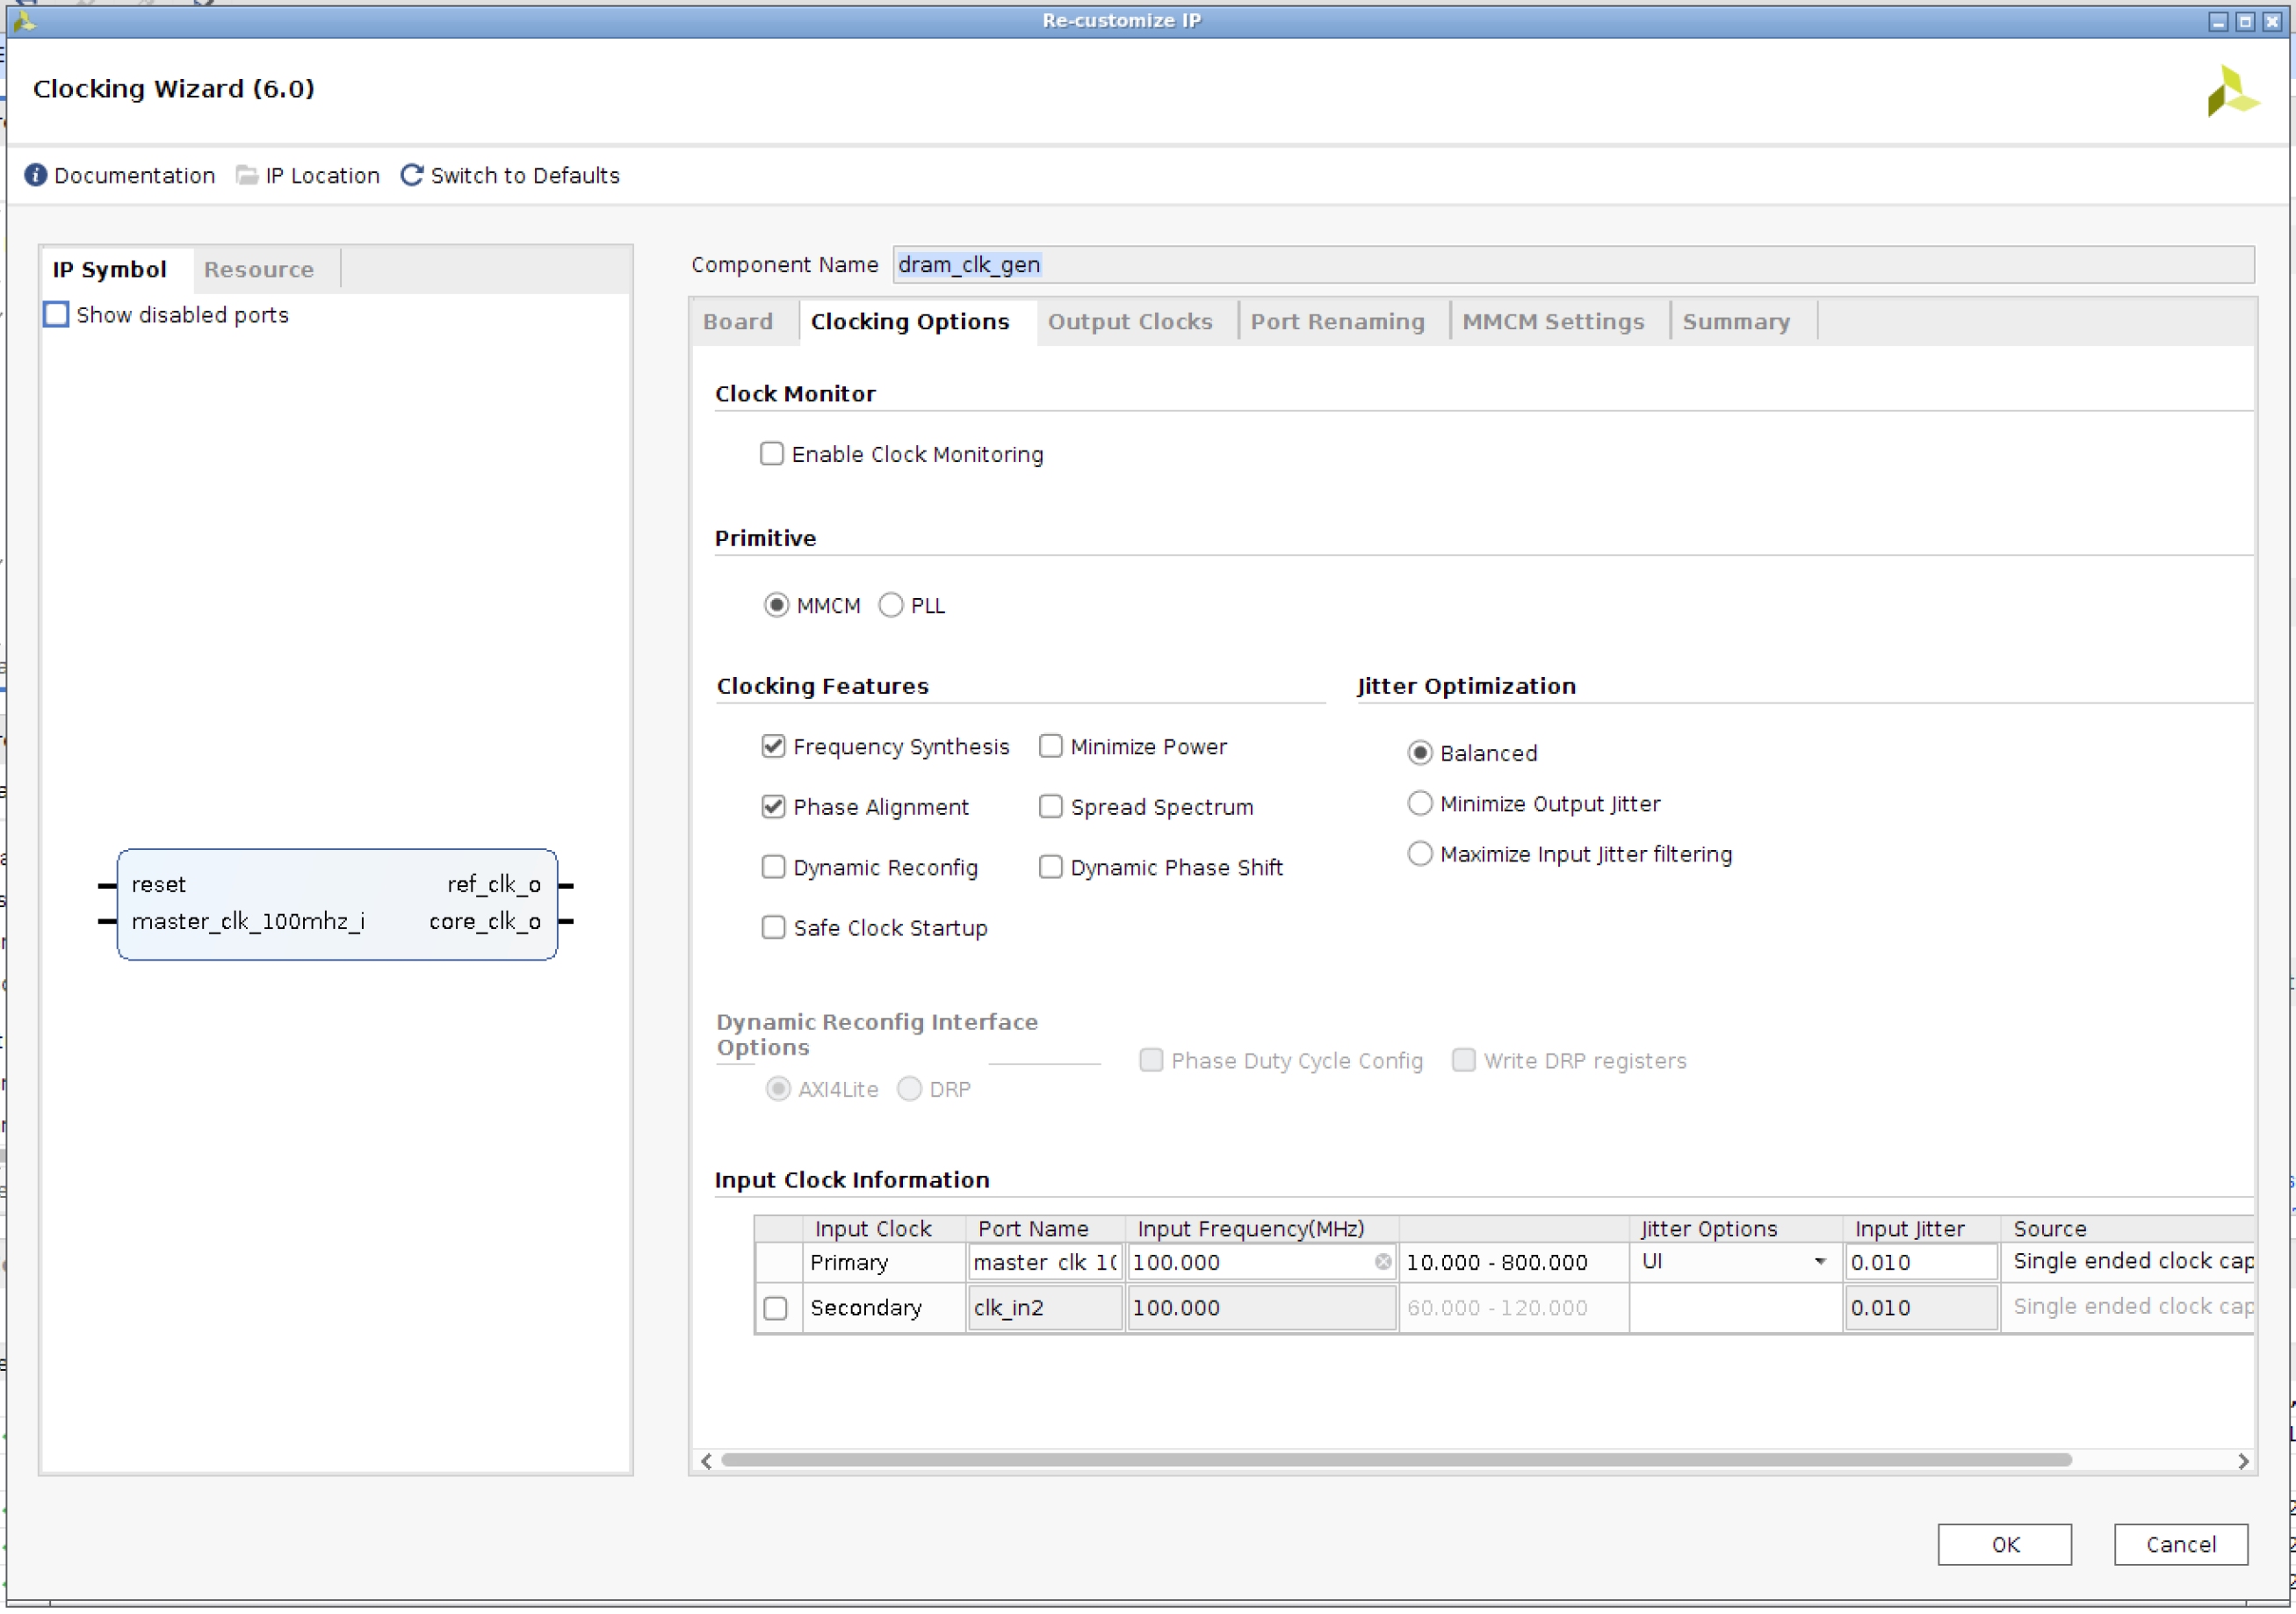 Re-customize IP
Clocking Wizard (6.0)
Documentation IP Location Switch to Defaults
IP Symbol Resource
Show disabled ports
reset ref_clk_o
master_clk_100mhz_i core_clk_o
Component Name dram_clk_gen
Board Clocking Options Output Clocks Port Renaming MMCM Settings Summary
Clock Monitor
Enable Clock Monitoring
Primitive
MMCM PLL
Clocking Features Jitter Optimization
Frequency Synthesis Minimize Power Balanced
Phase Alignment Spread Spectrum Minimize Output Jitter
Dynamic Reconfig Dynamic Phase Shift Maximize Input Jitter filtering
Safe Clock Startup
Dynamic Reconfig Interface
Options
Phase Duty Cycle Config Write DRP registers
AXI4Lite DRP
Input Clock Information
Input Clock Port Name Input Frequency(MHz) Jitter Options Input Jitter Source
Primary master clk 10 100.000 10.000 - 800.000 UI 0.010 Single ended clock cap
Secondary clk_in2 100.000 60.000 - 120.000 0.010 Single ended clock cap
OK Cancel